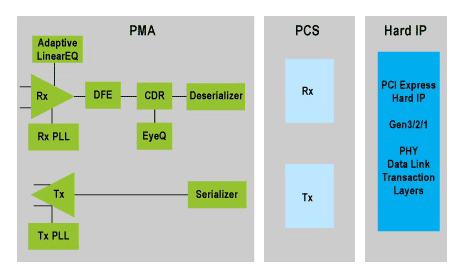 PMA
PCS
Hard IP
Adaptive
LinearEQ
Rx
DFE
CDR
Deserializer
Rx PLL
EyeQ
Tx
Serializer
Tx PLL
Rx
Tx
PCI Express
Hard IP
Gen3/2/1
PHY
Data Link
Transaction
Layers